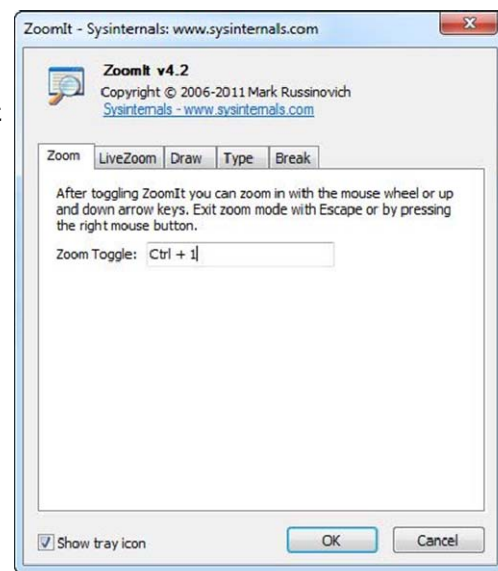 ZoomIt - Sysinternals: www.sysinternals.com
ZoomIt v4.2
Copyright © 2006-2011 Mark Russinovich
Sysinternals - www.sysinternals.com
Zoom LiveZoom Draw Type Break
After toggling ZoomIt you can zoom in with the mouse wheel or up
and down arrow keys. Exit zoom mode with Escape or by pressing
the right mouse button.
Zoom Toggle: Ctrl + 1
Show tray icon OK Cancel